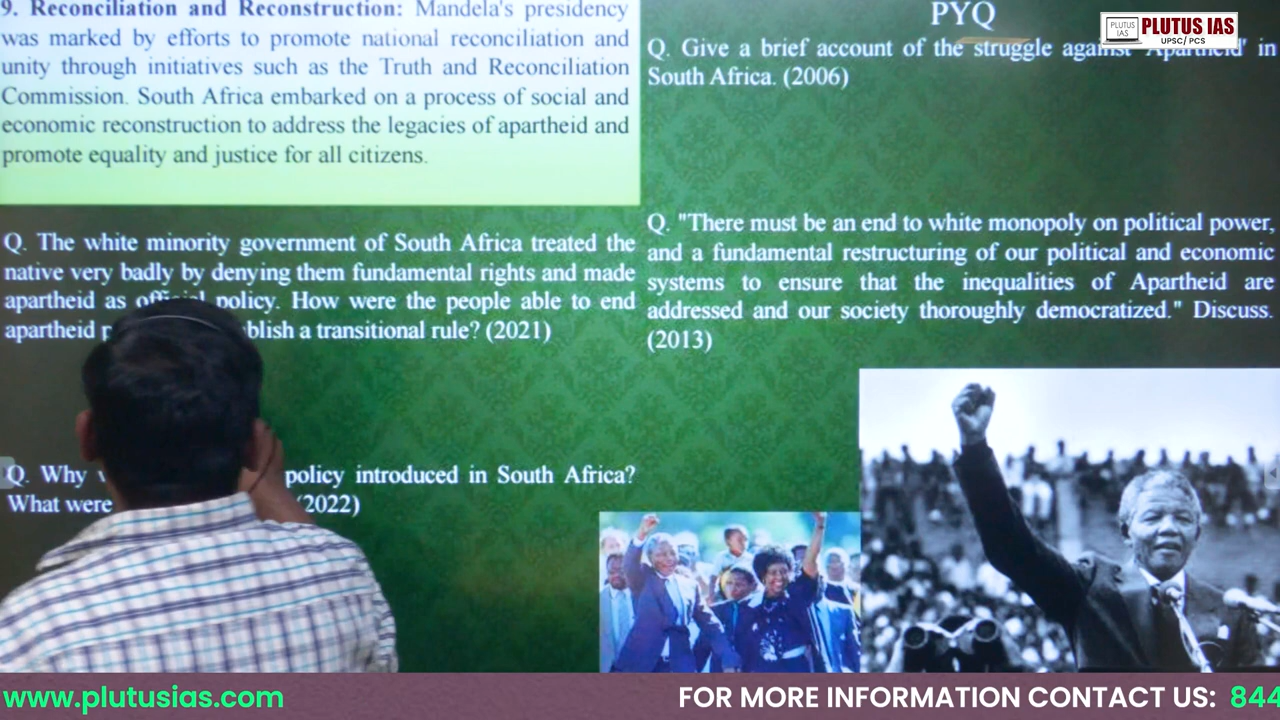 9. Reconciliation and Reconstruction: Mandela's presidency
was marked by efforts to promote national reconciliation and
unity through initiatives such as the Truth and Reconciliation
Commission. South Africa embarked on a process of social and
economic reconstruction to address the legacies of apartheid and
promote equality and justice for all citizens.
Q. The white minority government of South Africa treated the
native very badly by denying them fundamental rights and made
apartheid as official policy. How were the people able to end
apartheid a transitional rule? (2021)
Q. Why policy introduced in South Africa?
What were (2022)
PYQ
Q. Give a brief account of the struggle against 'Apartheid' in
South Africa. (2006)
Q. "There must be an end to white monopoly on political power,
and a fundamental restructuring of our political and economic
systems to ensure that the inequalities of Apartheid are
addressed and our society thoroughly democratized." Discuss.
(2013)
PLUTUS
IAS
PLUTUS IAS
UPSC/ PCS
www.plutusias.com
FOR MORE INFORMATION CONTACT US: 844